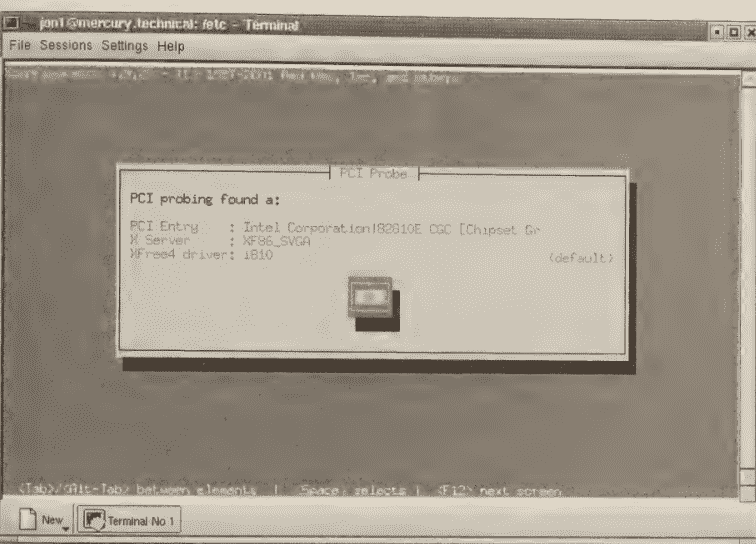 jon1@mercury.technical: /etc - Terminal
File Sessions Settings Help
and others
PCI Probe
PCI probing found a:
PCI Entry : Intel Corporation|82810E CGC [Chipset Gr
X Server : XF86_SVGA
XFree4 driver: i810 (default)
<Tab>/<Alt-Tab> between elements | <Space> selects | <F12> next screen
New
Terminal No 1